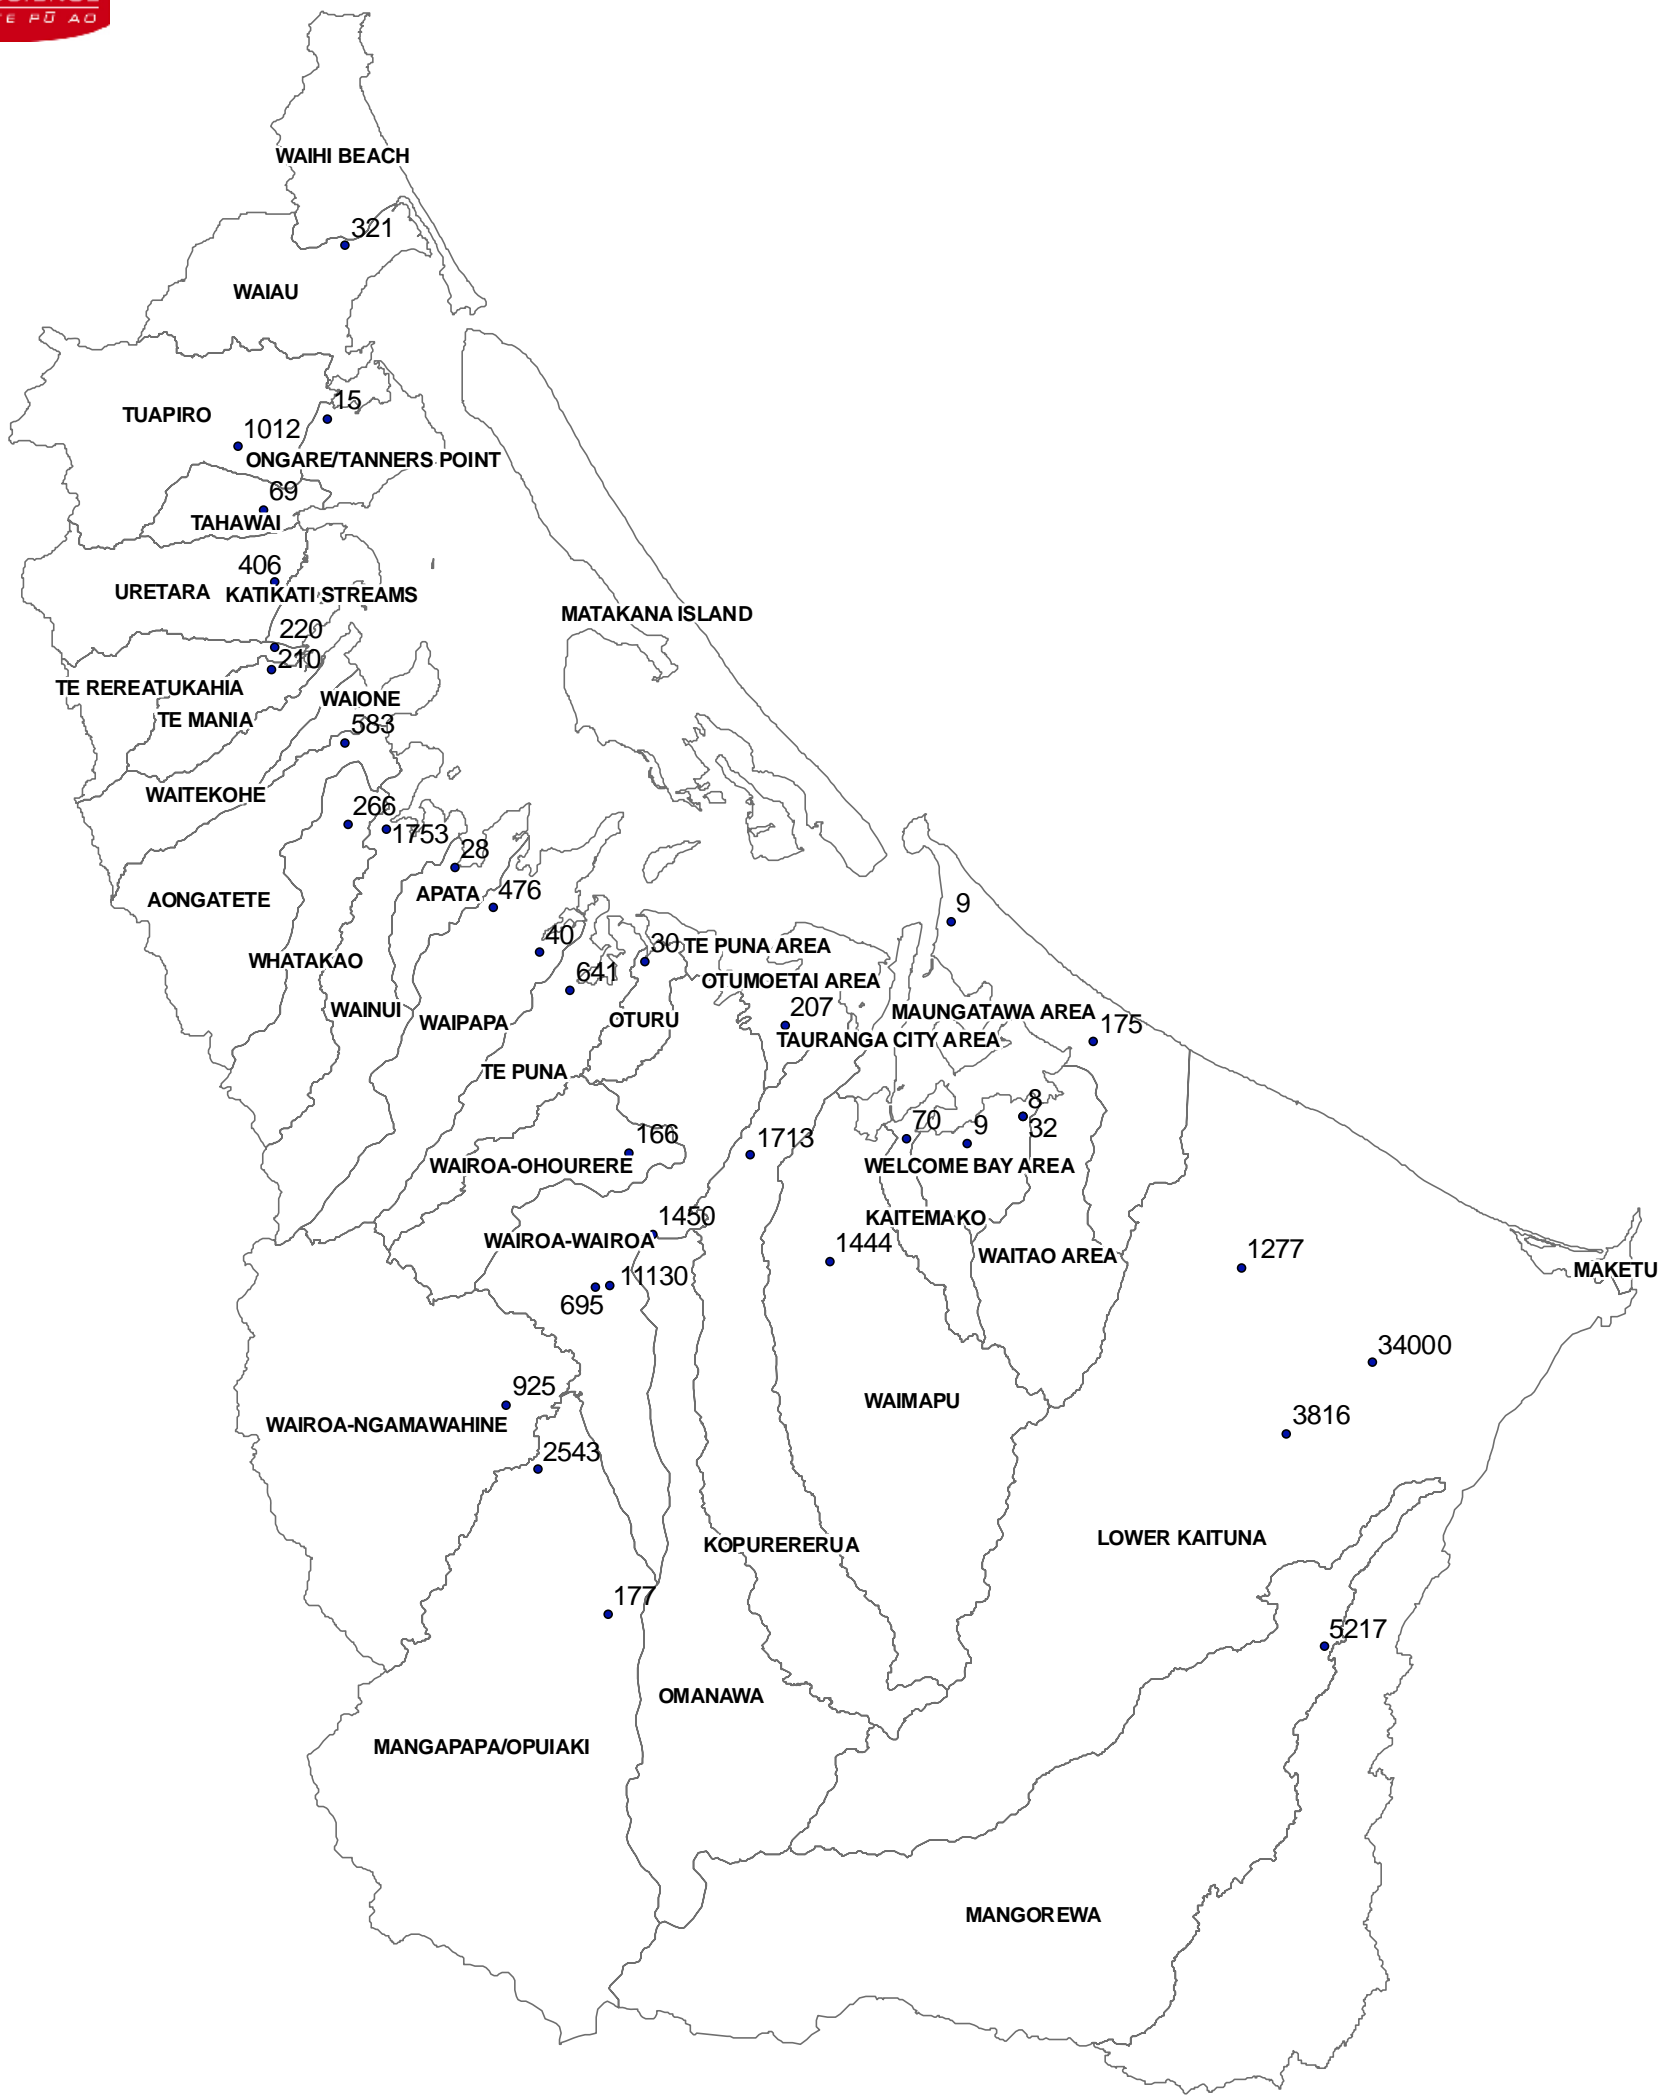 TE PŪ AO
WAIHI BEACH
321
WAIAU
15
TUAPIRO
1012
ONGARE/TANNERS POINT
69
TAHAWAI
406
URETARA
KATIKATI STREAMS
MATAKANA ISLAND
220
210
TE REREATUKAHIA
WAIONE
TE MANIA
583
WAITEKOHE
266
1753
28
APATA
476
AONGATETE
9
40
30
TE PUNA AREA
WHATAKAO
641
OTUMOETAI AREA
WAINUI
207
MAUNGATAWA AREA
WAIPAPA
OTURU
175
TAURANGA CITY AREA
TE PUNA
8
70
9
32
166
1713
WAIROA-OHOURERE
WELCOME BAY AREA
1450
KAITEMAKO
WAIROA-WAIROA
1444
WAITAO AREA
1277
MAKETU
11130
695
34000
925
WAIMAPU
WAIROA-NGAMAWAHINE
3816
2543
KOPURERERUA
LOWER KAITUNA
177
5217
OMANAWA
MANGAPAPA/OPUIAKI
MANGOREWA